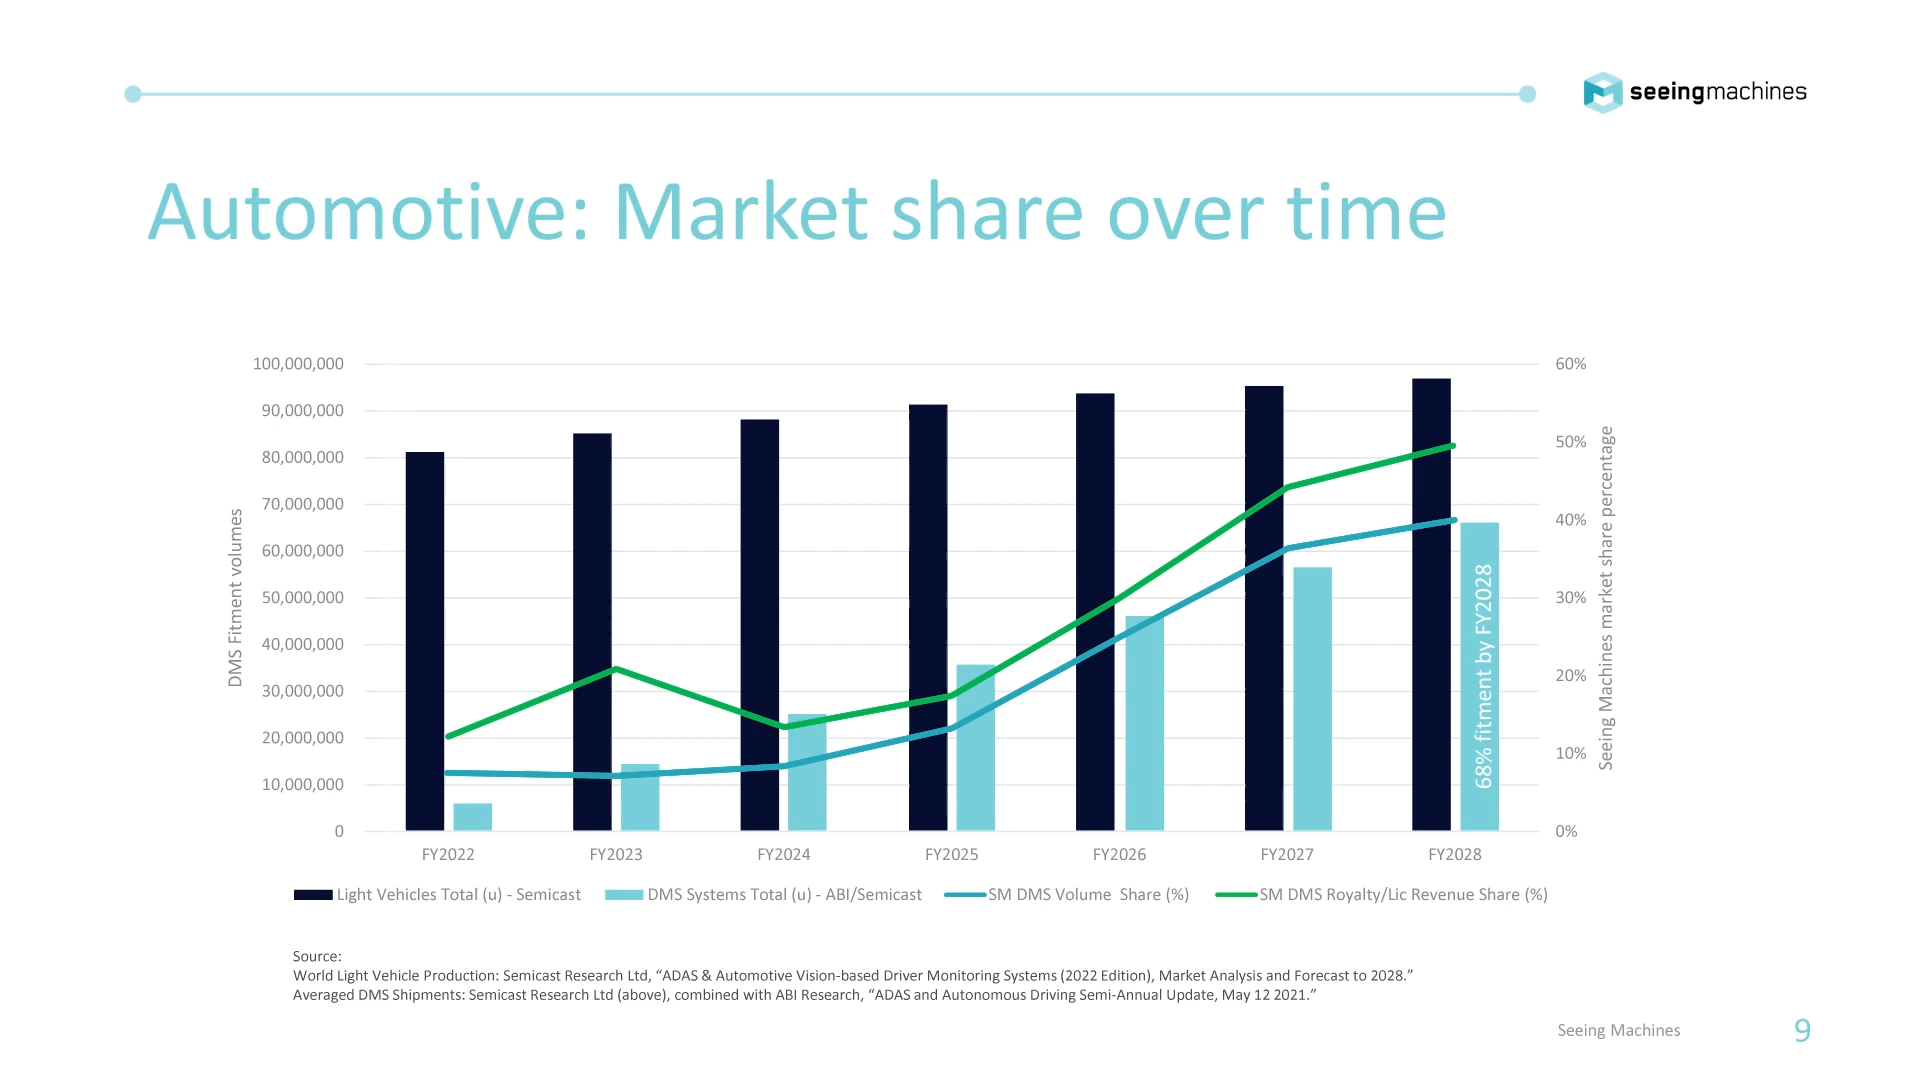 seeingmachines
Automotive: Market share over time
100,000,000
90,000,000
80,000,000
70,000,000
60,000,000
50,000,000
40,000,000
30,000,000
20,000,000
10,000,000
0
DMS Fitment volumes
60%
50%
40%
30%
20%
10%
0%
Seeing Machines market share percentage
68% fitment by FY2028
FY2022 FY2023 FY2024 FY2025 FY2026 FY2027 FY2028
Light Vehicles Total (u) - Semicast DMS Systems Total (u) - ABI/Semicast SM DMS Volume Share (%) SM DMS Royalty/Lic Revenue Share (%)
Source:
World Light Vehicle Production: Semicast Research Ltd, “ADAS & Automotive Vision-based Driver Monitoring Systems (2022 Edition), Market Analysis and Forecast to 2028.”
Averaged DMS Shipments: Semicast Research Ltd (above), combined with ABI Research, “ADAS and Autonomous Driving Semi-Annual Update, May 12 2021.”
Seeing Machines 9